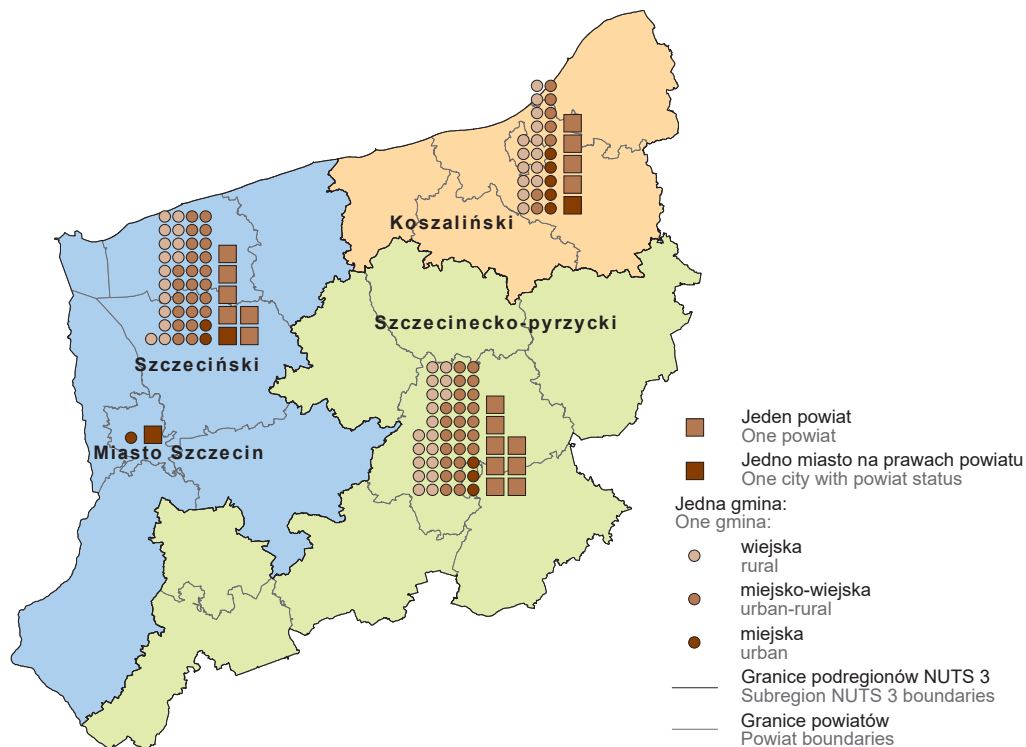 Koszaliński
Szczecinecko-pyrzycki
Szczeciński
Miasto Szczecin
Jeden powiat
One powiat
Jedno miasto na prawach powiatu
One city with powiat status
Jedna gmina:
One gmina:
wiejska
rural
miejsko-wiejska
urban-rural
miejska
urban
Granice podregionów NUTS 3
Subregion NUTS 3 boundaries
Granice powiatów
Powiat boundaries